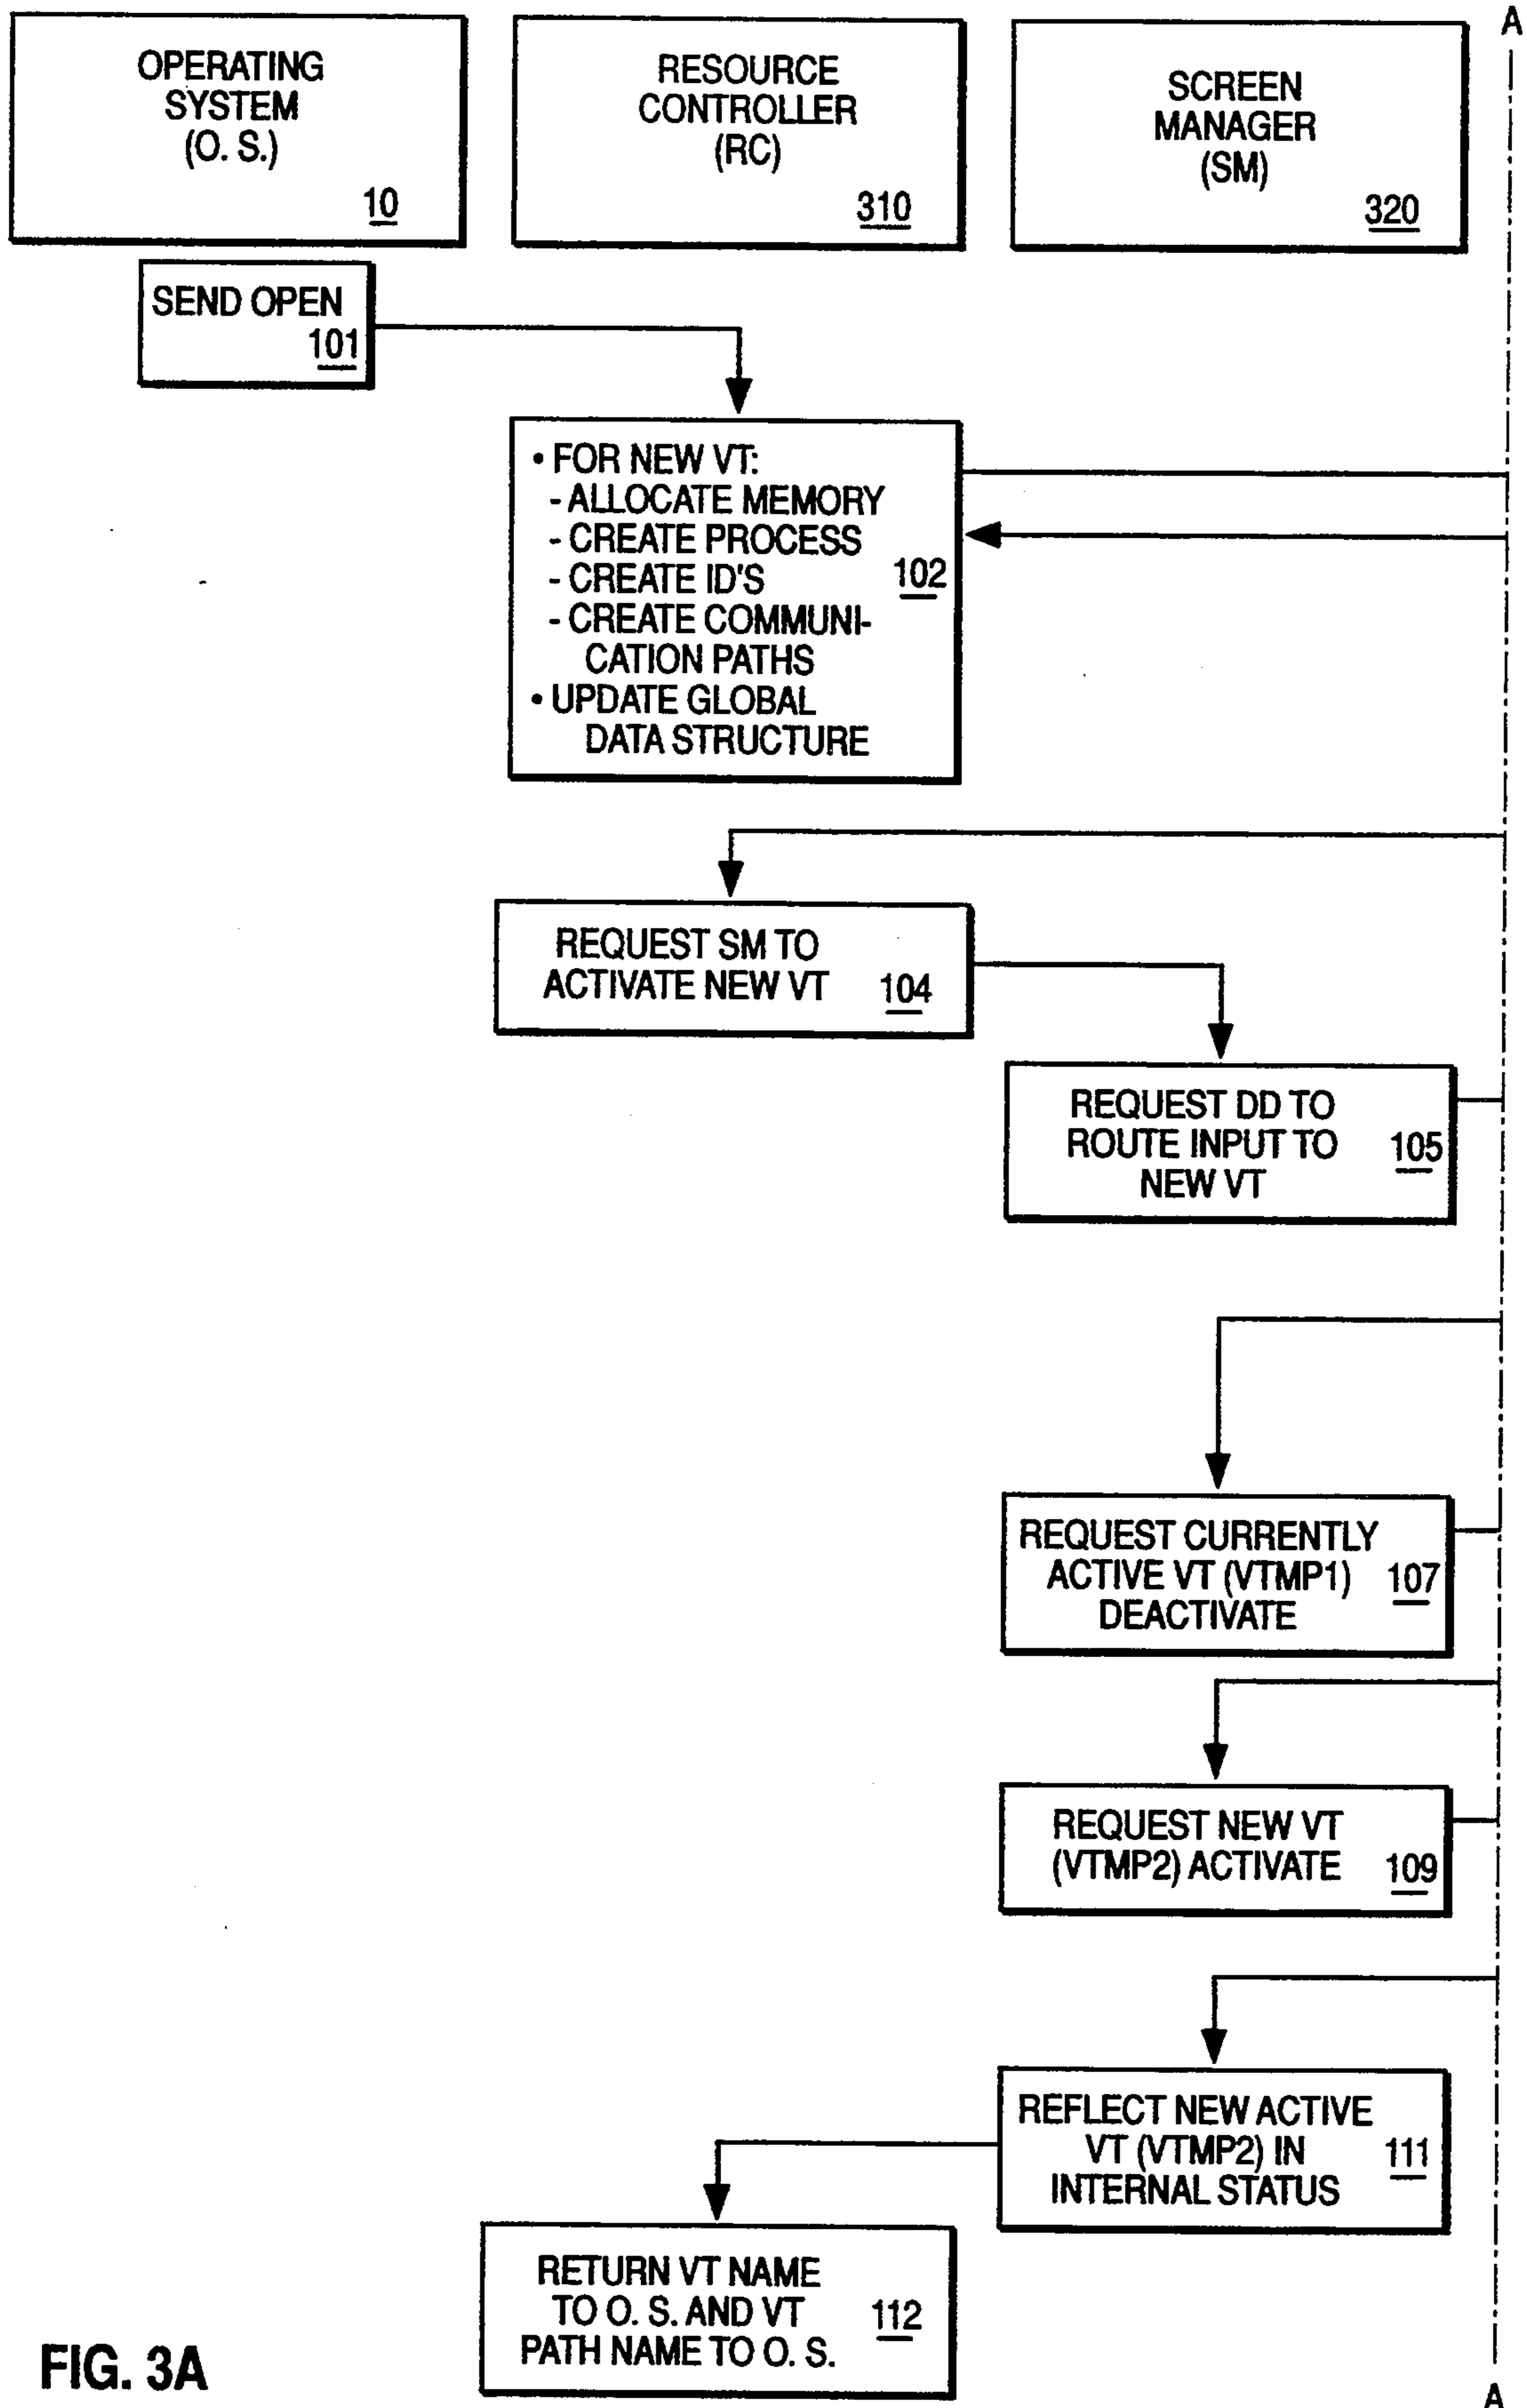 A
OPERATING
SYSTEM
(O. S.)
10
RESOURCE
CONTROLLER
(RC)
310
SCREEN
MANAGER
(SM)
320
SEND OPEN
101
• FOR NEW VT:
- ALLOCATE MEMORY
- CREATE PROCESS
- CREATE ID'S
102
- CREATE COMMUNI-
CATION PATHS
• UPDATE GLOBAL
DATA STRUCTURE
REQUEST SM TO
ACTIVATE NEW VT
104
REQUEST DD TO
ROUTE INPUT TO
NEW VT
105
REQUEST CURRENTLY
ACTIVE VT (VTMP1)
DEACTIVATE
107
REQUEST NEW VT
(VTMP2) ACTIVATE
109
REFLECT NEW ACTIVE
VT (VTMP2) IN
INTERNAL STATUS
111
RETURN VT NAME
TO O. S. AND VT
PATH NAME TO O. S.
112
FIG. 3A
A